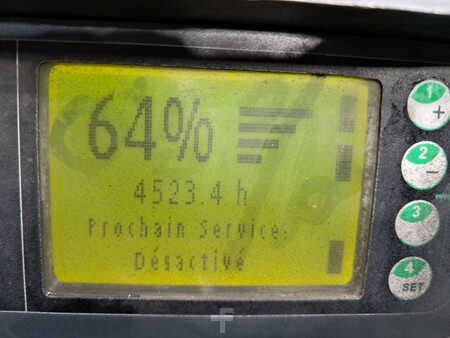 64%
4523.4 h
Prochain Service:
Désactivé
1
+
2
−
3
4
SET